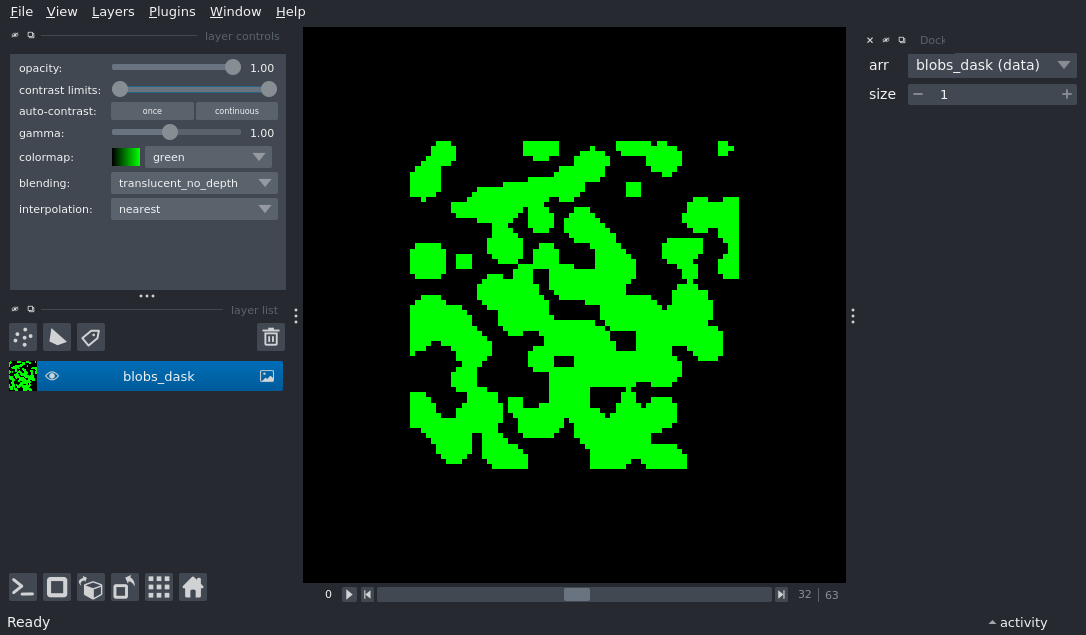 File View Layers Plugins Window Help
layer controls
opacity: 1.00
contrast limits:
auto-contrast: once continuous
gamma: 1.00
colormap: green
blending: translucent_no_depth
interpolation: nearest
layer list
blobs_dask
Dock
arr blobs_dask (data)
size 1
0 32 63
Ready
activity